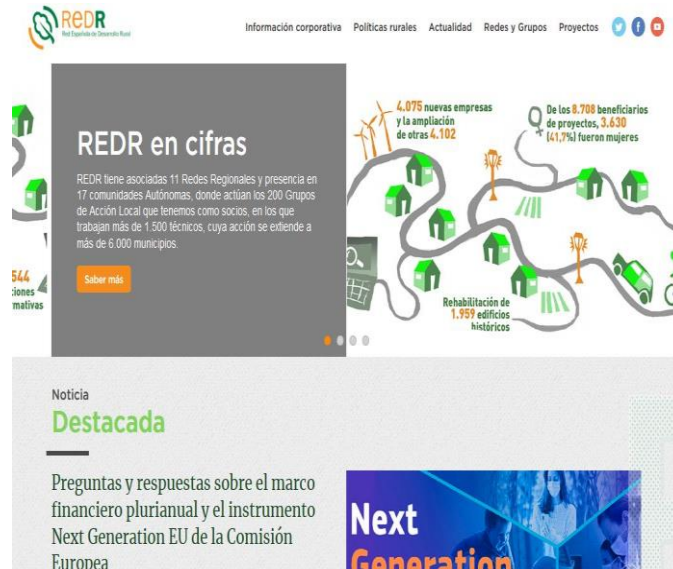 REDR
Red Española de Desarrollo Rural
Información corporativa Políticas rurales Actualidad Redes y Grupos Proyectos
REDR en cifras
REDR tiene asociadas 11 Redes Regionales y presencia en
17 comunidades Autónomas, donde actúan los 200 Grupos
de Acción Local que tenemos como socios, en los que
trabajan más de 1.500 técnicos, cuya acción se extiende a
más de 6.000 municipios.
Saber más
4.075 nuevas empresas
y la ampliación
de otras 4.102
De los 8.708 beneficiarios
de proyectos, 3.630
(41,7%) fueron mujeres
544
Rehabilitación de
1.959 edificios
históricos
Noticia
Destacada
Preguntas y respuestas sobre el marco
financiero plurianual y el instrumento
Next Generation EU de la Comisión
Europea
Next
Generation